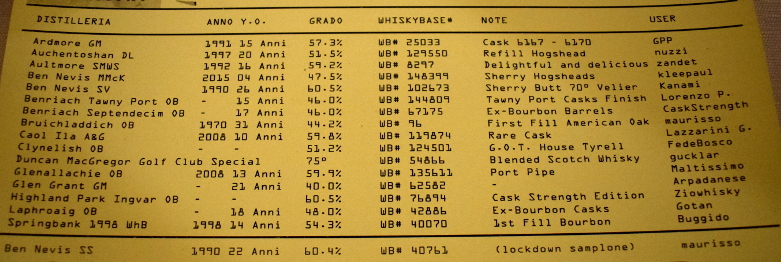 DISTILLERIA ANNO Y.O. GRADO WHISKYBASE# NOTE USER
Ardmore GM 1991 15 Anni 57.3% WB# 25033 Cask 6167 - 6170 GPP
Auchentoshan DL 1997 20 Anni 51.5% WB# 129550 Refill Hogshead nuzzi
Aultmore SMWS 1992 16 Anni 59.2% WB# 8297 Delightful and delicious zandet
Ben Nevis MMcK 2015 04 Anni 47.5% WB# 148399 Sherry Hogsheads kleepaul
Ben Nevis SV 1990 26 Anni 60.5% WB# 102673 Sherry Butt 70° Velier Kanami
Benriach Tawny Port OB - 15 Anni 46.0% WB# 144809 Tawny Port Casks Finish Lorenzo P.
Benriach Septendecim OB - 17 Anni 46.0% WB# 67175 Ex-Bourbon Barrels CaskStrength
Bruichladdich OB 1970 31 Anni 44.2% WB# 96 First Fill American Oak maurisso
Caol Ila A&G 2008 10 Anni 59.8% WB# 119874 Rare Cask Lazzarini G.
Clynelish OB - - 51.2% WB# 124501 G.O.T. House Tyrell FedeBosco
Duncan MacGregor Golf Club Special 75° WB# 54866 Blended Scotch Whisky gucklar
Glenallachie OB 2008 13 Anni 59.9% WB# 135611 Port Pipe Maltissimo
Glen Grant GM - 21 Anni 40.0% WB# 62582 - Arpadanese
Highland Park Ingvar OB - - 60.5% WB# 76894 Cask Strength Edition Ziowhisky
Laphroaig OB - 18 Anni 48.0% WB# 42886 Ex-Bourbon Casks Gotan
Springbank 1998 WhB 1998 14 Anni 54.3% WB# 40070 1st Fill Bourbon Buggido
Ben Nevis SS 1990 22 Anni 60.4% WB# 40761 (lockdown samplone) maurisso